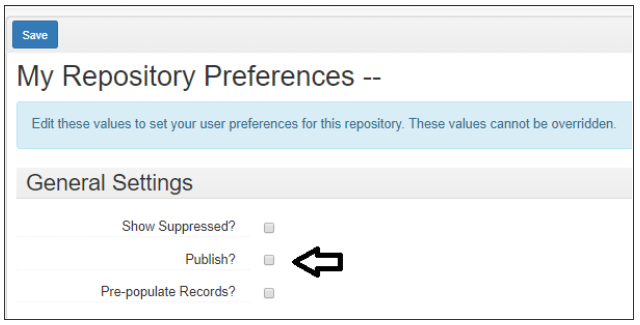 Save
My Repository Preferences --
Edit these values to set your user preferences for this repository. These values cannot be overridden.
General Settings
Show Suppressed?
Publish?
Pre-populate Records?